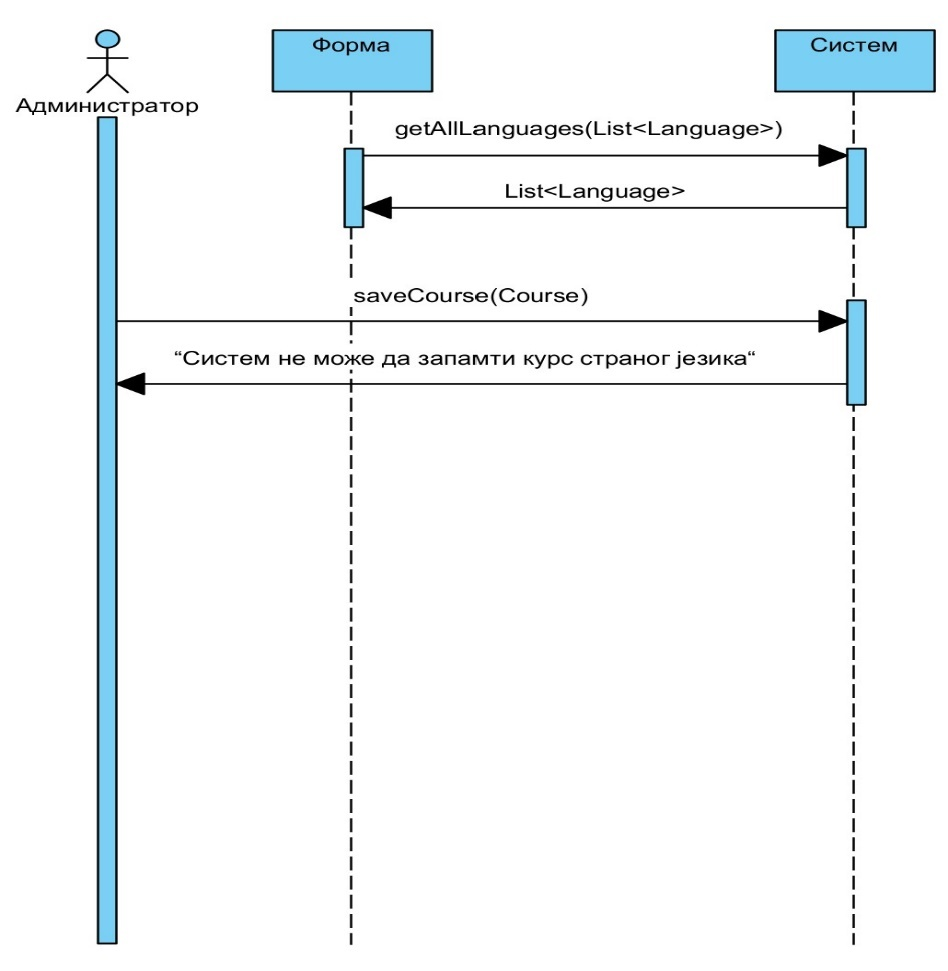 Форма
Систем
Администратор
getAllLanguages(List<Language>)
List<Language>
saveCourse(Course)
“Систем не може да запамти курс страног језика“